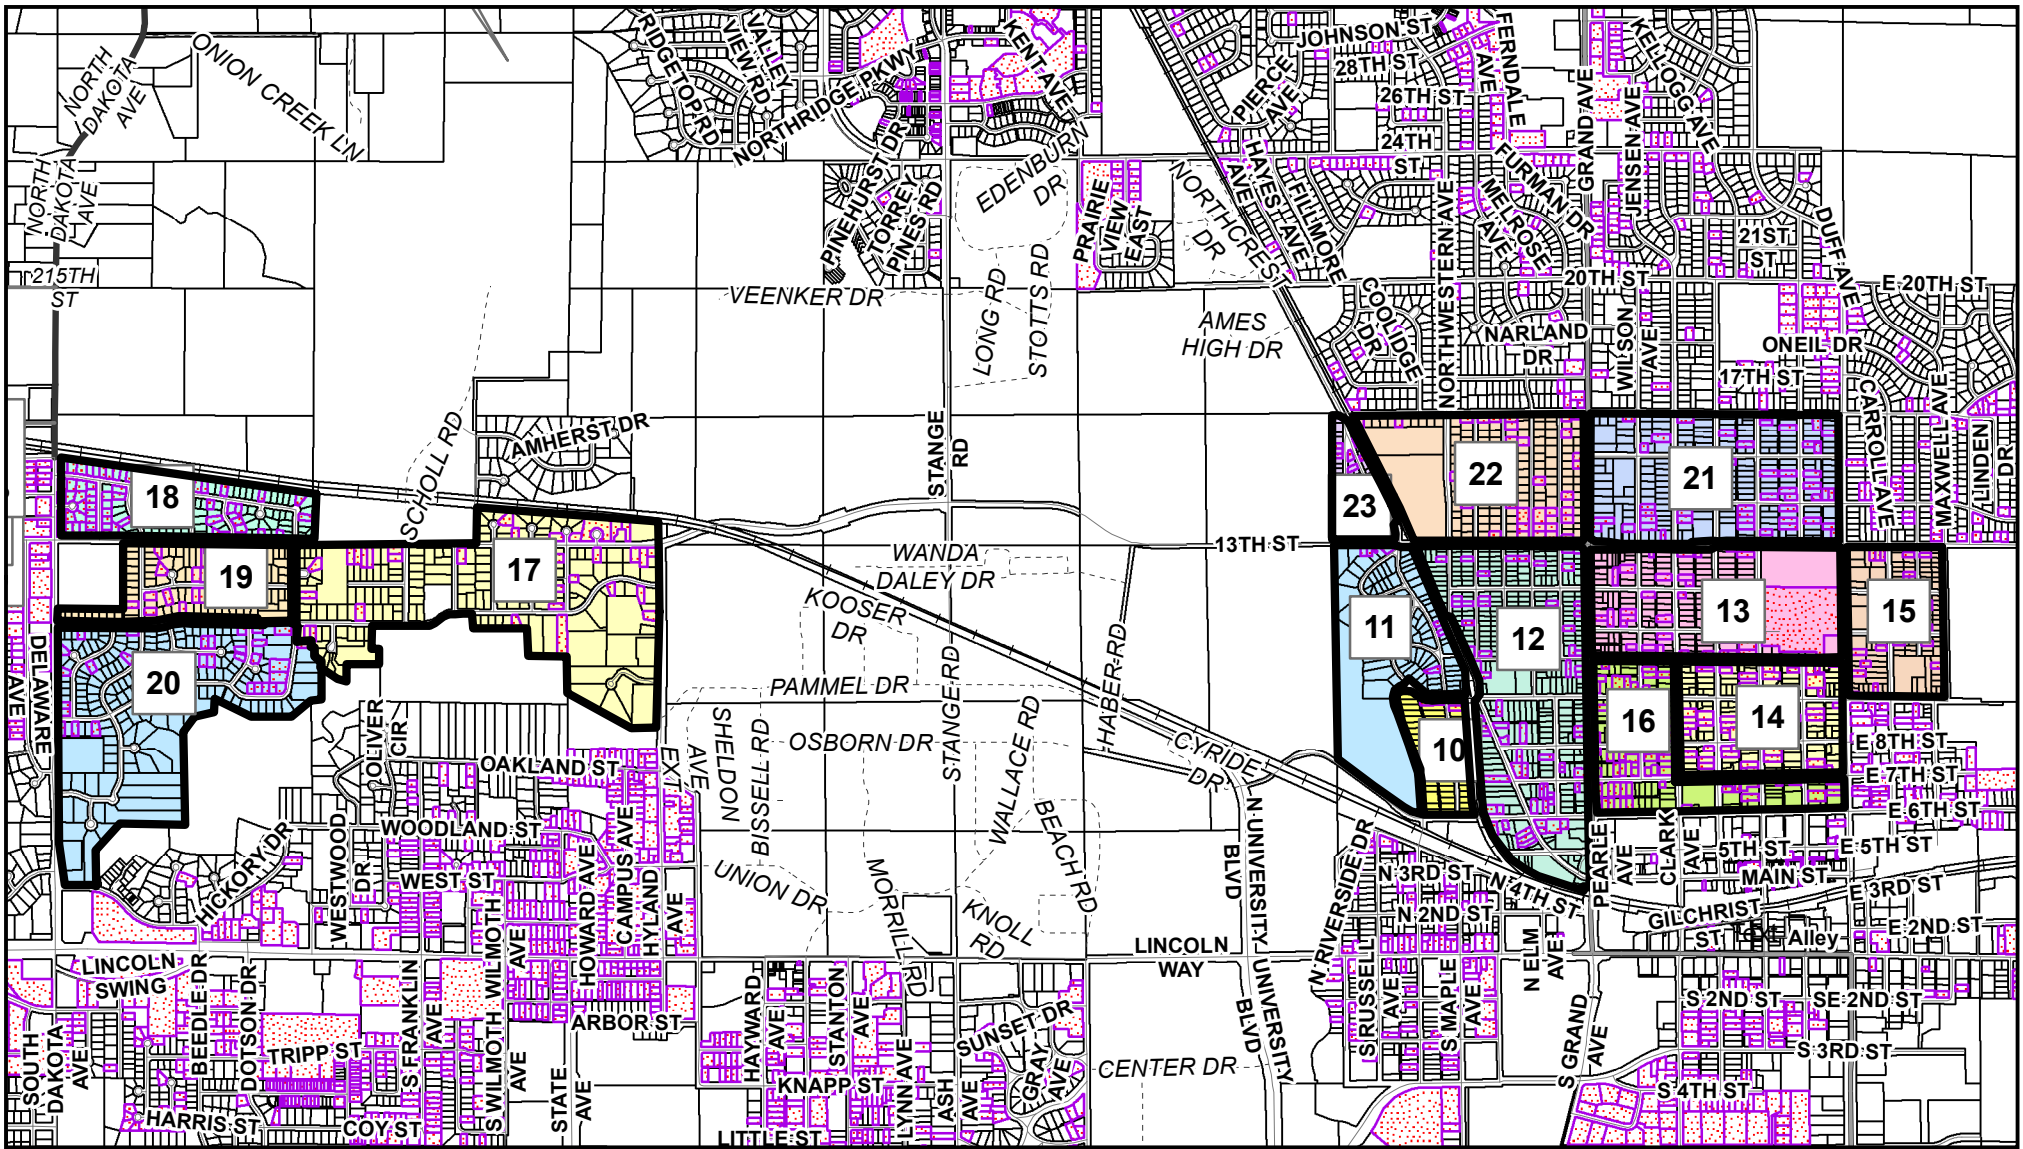 NORTH
DAKOTA
AVE
ONION CREEK LN
RIDGETOP RD
VALLEY
VIEW RD
NORTHRIDGE PKWY
KENT AVE
JOHNSON ST
28TH ST
PIERCE
AVE
26TH ST
FERNDALE
AVE
GRAND AVE
KELLOGG AVE
JENSEN AVE
24TH
ST
NORTH
DAKOTA
AVE
215TH
ST
PINEHURST DR
TORREY
PINES RD
EDENBURN
DR
PRAIRIE
VIEW
EAST
NORTHCREST
DR
HAYES AVE
FILLMORE
AVE
NORTHWESTERN AVE
MELROSE
AVE
FURMAN DR
21ST
ST
DUFF AVE
20TH ST
E 20TH ST
VEENKER DR
LONG RD
STOTTS RD
AMES
HIGH DR
COOLIDGE
DR
NARLAND
DR
WILSON
AVE
ONEIL DR
17TH ST
CARROLL AVE
MAXWELL AVE
LINDEN
DR
SCHOLL RD
AMHERST DR
STANGE
RD
18
19
17
20
22
21
23
13TH ST
WANDA
DALEY DR
KOOSER
DR
11
12
13
15
10
16
14
DELAWARE
AVE
PAMMEL DR
STANGE RD
HABER RD
OLIVER
CIR
SHELDON
AVE
EXT
BISSELL RD
OSBORN DR
WALLACE RD
CYRIDE
DR
OAKLAND ST
E 8TH ST
E 7TH ST
E 6TH ST
WOODLAND ST
HICKORY DR
WESTWOOD
DR
WEST ST
HOWARD AVE
CAMPUS AVE
HYLAND
AVE
UNION DR
MORRILL RD
BEACH RD
KNOLL
RD
N UNIVERSITY
BLVD
N RIVERSIDE DR
N 3RD ST
N 4TH ST
N 2ND ST
PEARLE
AVE
CLARK
AVE
5TH ST
E 5TH ST
MAIN ST
E 3RD ST
GILCHRIST
ST
Alley
E 2ND ST
LINCOLN
WAY
LINCOLN
SWING
N WILMOTH
AVE
N ELM
AVE
SOUTH
DAKOTA
AVE
BEEDLE DR
DOTSON DR
TRIPP ST
S FRANKLIN
AVE
S WILMOTH
AVE
ARBOR ST
STATE
AVE
HAYWARD
AVE
STANTON
AVE
KNAPP ST
LYNN AVE
ASH
AVE
SUNSET DR
GRAY
AVE
CENTER DR
UNIVERSITY
BLVD
S RUSSELL
AVE
S MAPLE
AVE
S GRAND
AVE
S 2ND ST
SE 2ND ST
S 3RD ST
S 4TH ST
HARRIS ST
COY ST
LITTLE ST